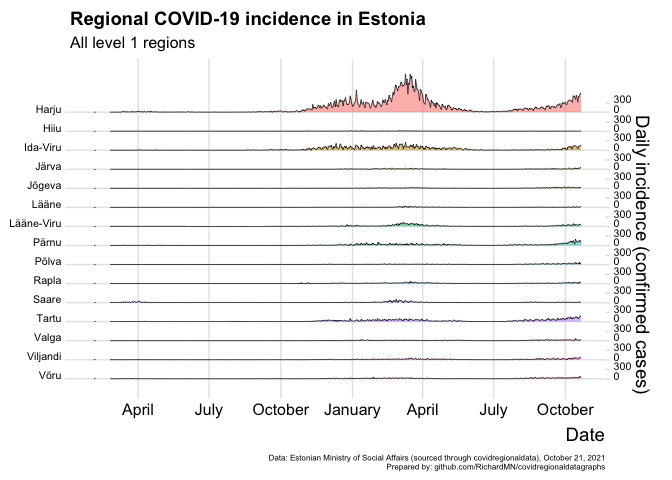 Regional COVID-19 incidence in Estonia
All level 1 regions
Harju
Hiiu
Ida-Viru
Järva
Jõgeva
Lääne
Lääne-Viru
Pärnu
Põlva
Rapla
Saare
Tartu
Valga
Viljandi
Võru
300
0
300
0
300
0
300
0
300
0
300
0
300
0
300
0
300
0
300
0
300
0
300
0
300
0
300
0
300
0
Daily incidence (confirmed cases)
April July October January April July October
Date
Data: Estonian Ministry of Social Affairs (sourced through covidregionaldata), October 21, 2021
Prepared by: github.com/RichardMN/covidregionaldatagraphs